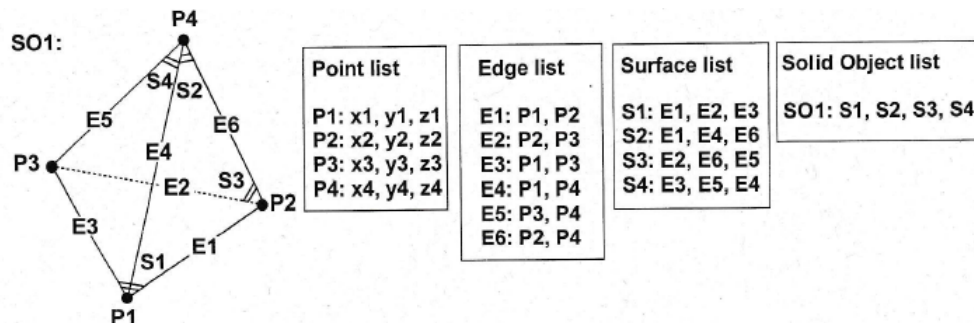 SO1:
P4
S4
S2
E5
E6
E4
P3
E2
S3
P2
E3
S1
E1
P1
Point list
P1: x1, y1, z1
P2: x2, y2, z2
P3: x3, y3, z3
P4: x4, y4, z4
Edge list
E1: P1, P2
E2: P2, P3
E3: P1, P3
E4: P1, P4
E5: P3, P4
E6: P2, P4
Surface list
S1: E1, E2, E3
S2: E1, E4, E6
S3: E2, E6, E5
S4: E3, E5, E4
Solid Object list
SO1: S1, S2, S3, S4